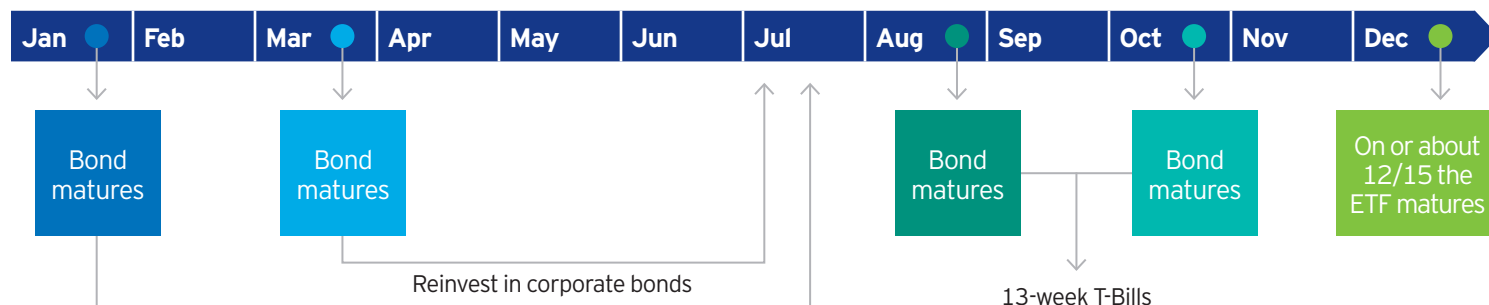 Jan Feb Mar Apr May Jun Jul Aug Sep Oct Nov Dec
Bond
matures
Bond
matures
Bond
matures
Bond
matures
On or about
12/15 the
ETF matures
Reinvest in corporate bonds
13-week T-Bills